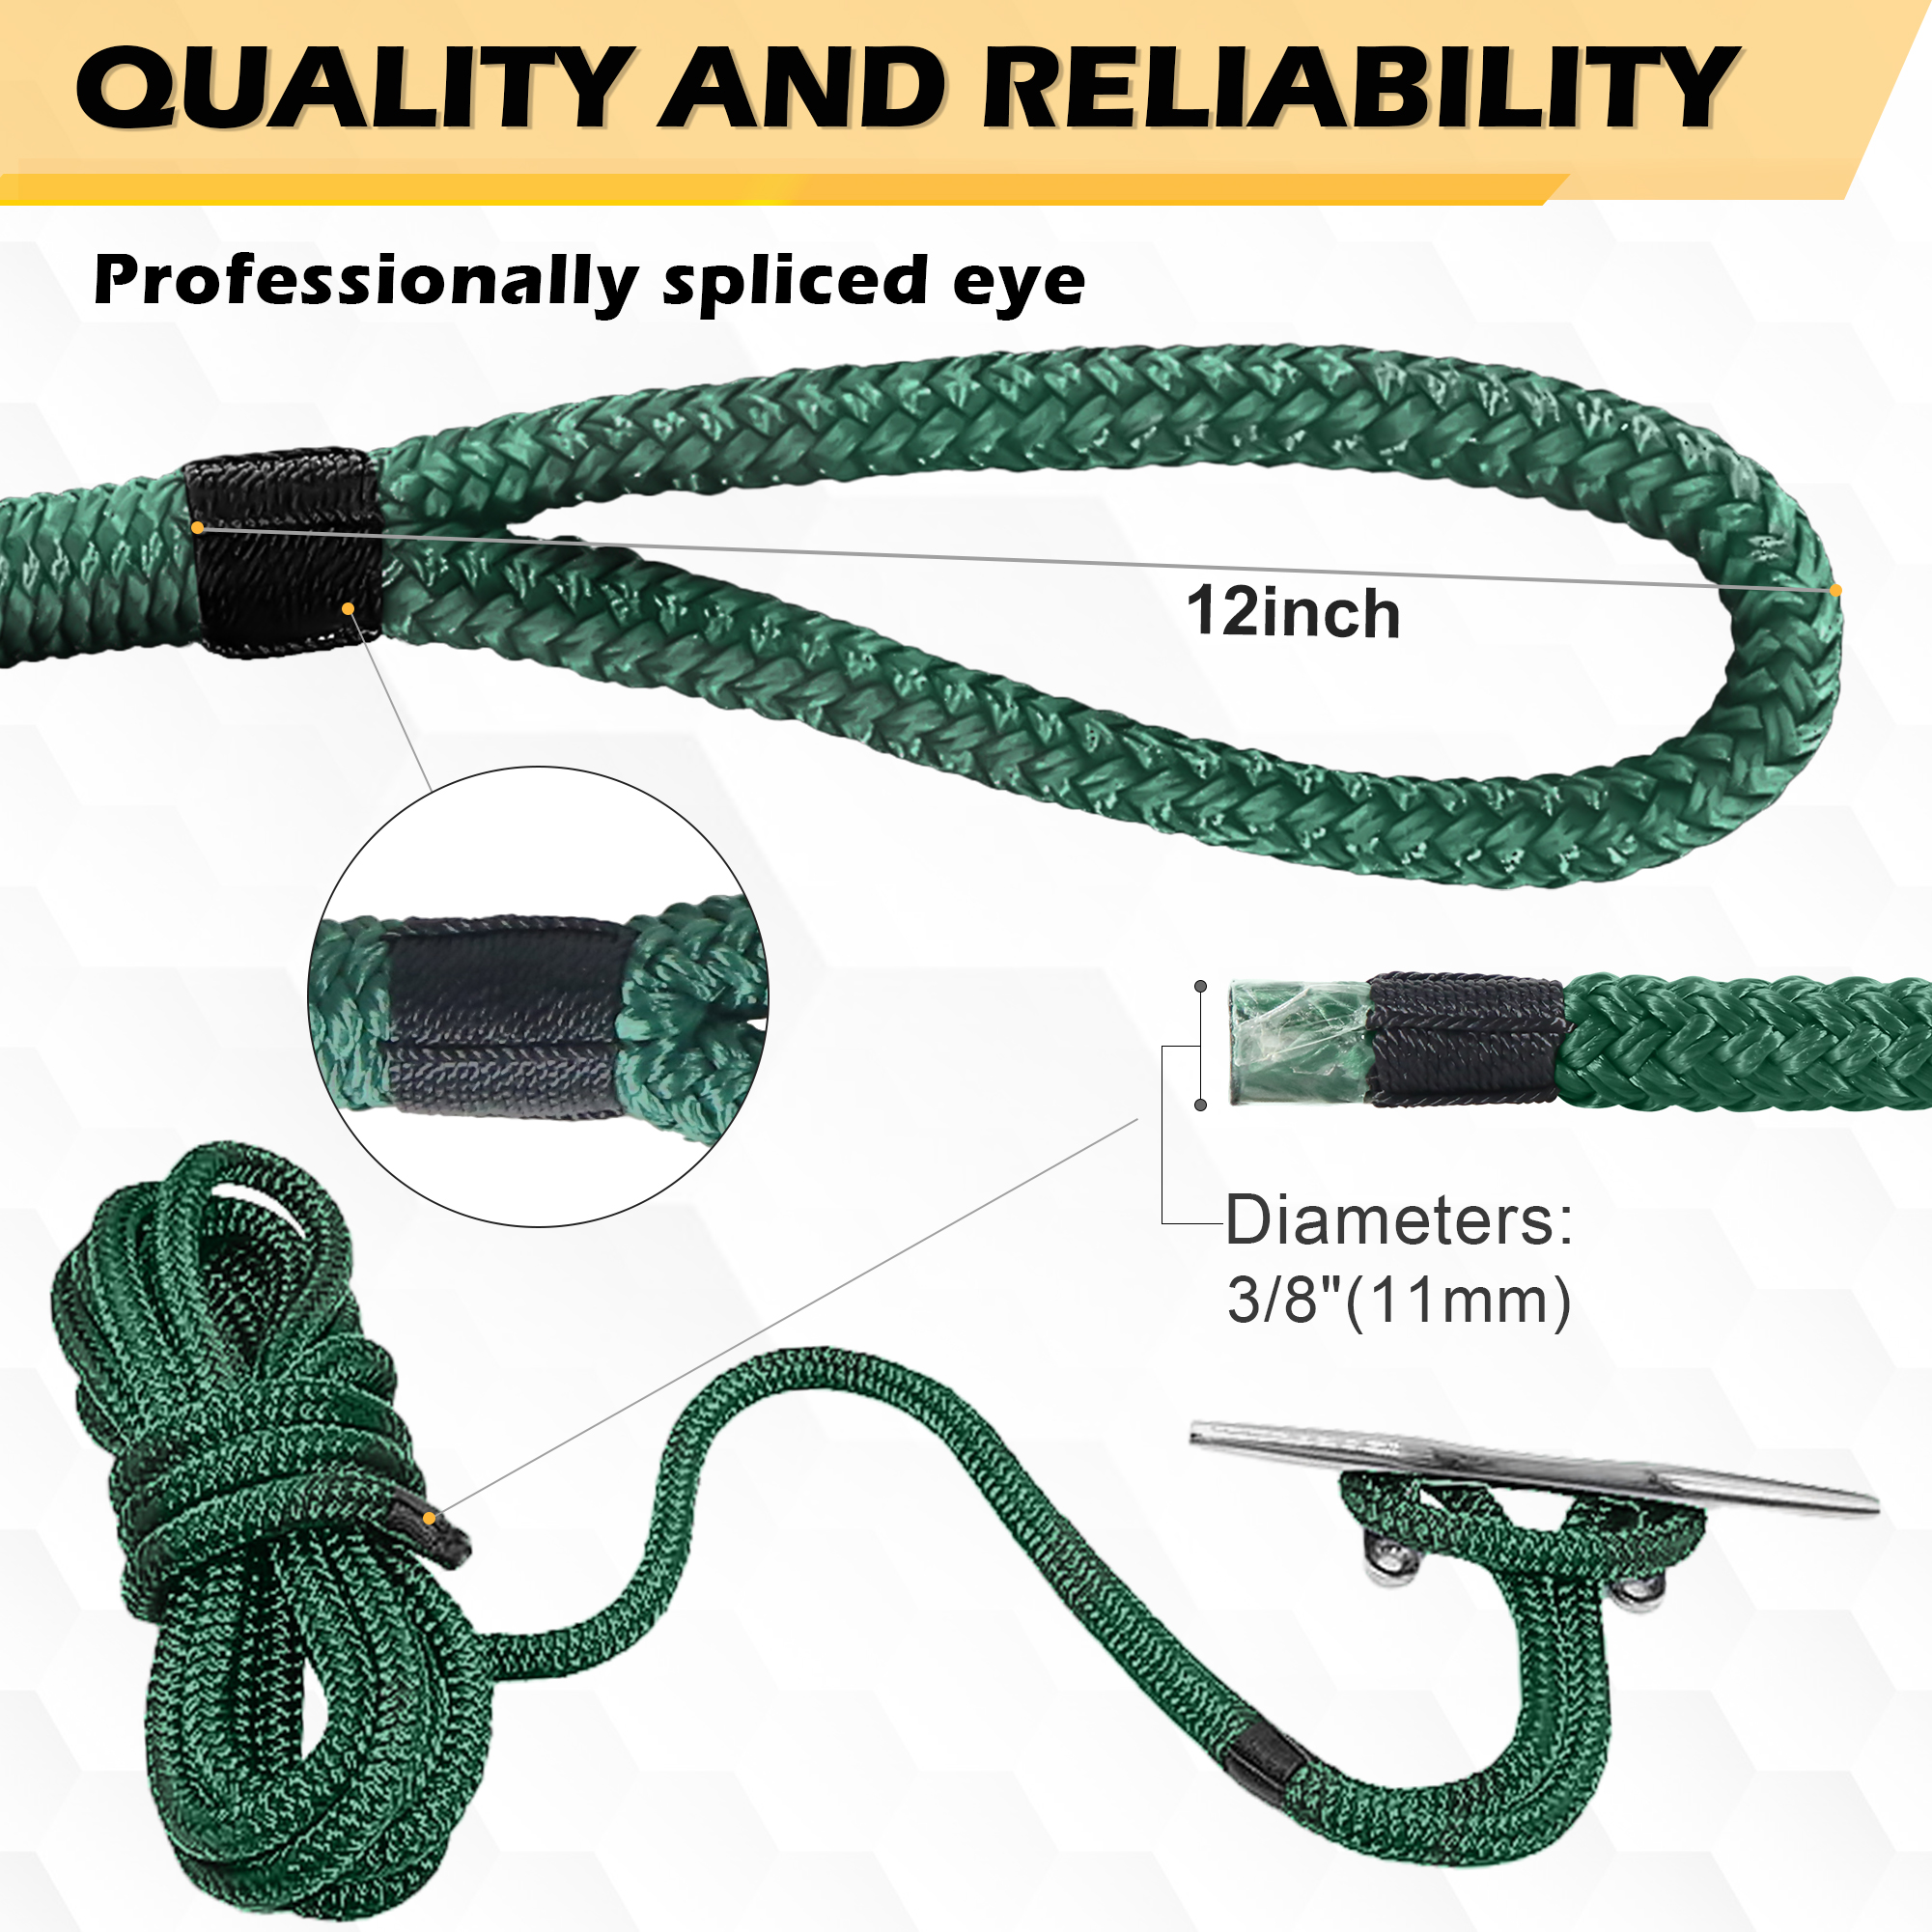 QUALITY AND RELIABILITY
Professionally spliced eye
12inch
Diameters:
3/8"(11mm)